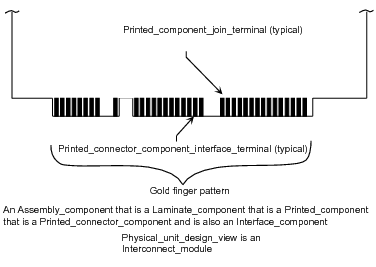 Printed_component_join_terminal (typical)
Printed_connector_component_interface_terminal (typical)
Gold finger pattern
An Assembly_component that is a Laminate_component that is a Printed_component
that is a Printed_connector_component and is also an Interface_component
Physical_unit_design_view is an
Interconnect_module